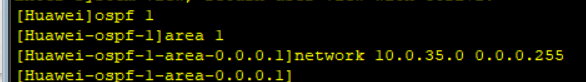 [Huawei]ospf 1
[Huawei-ospf-1]area 1
[Huawei-ospf-1-area-0.0.0.1]network 10.0.35.0 0.0.0.255
[Huawei-ospf-1-area-0.0.0.1]